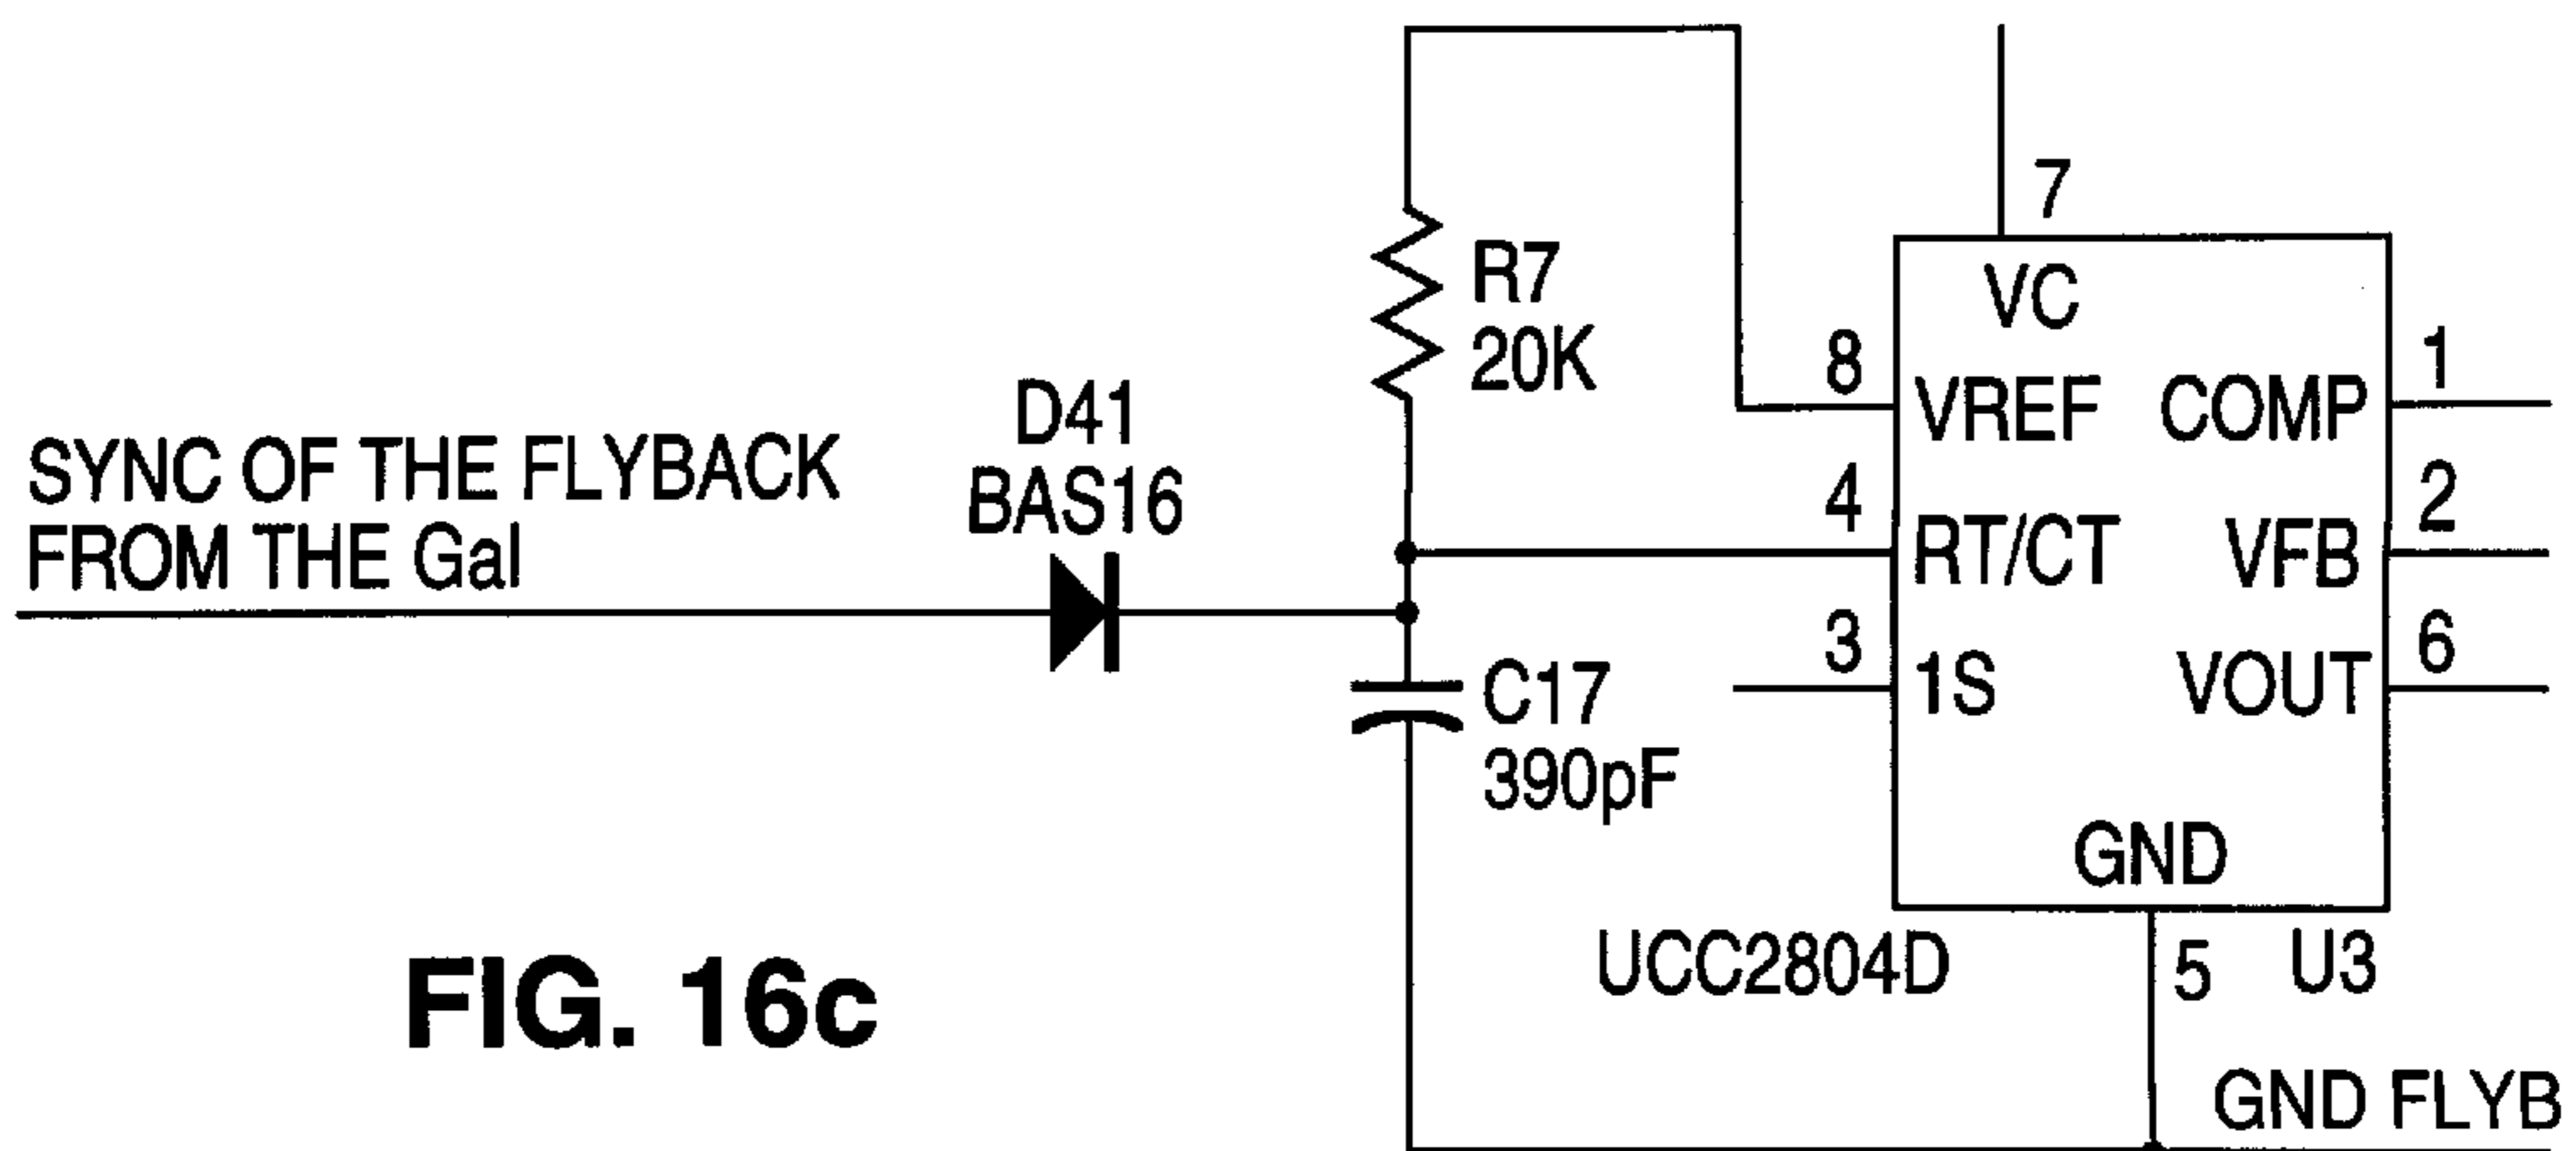 7
R7
20K
VC
8
VREF
COMP
1
D41
BAS16
SYNC OF THE FLYBACK
FROM THE Gal
4
RT/CT
VFB
2
3
1S
VOUT
6
C17
390pF
GND
UCC2804D
5
U3
FIG. 16c
GND FLYB